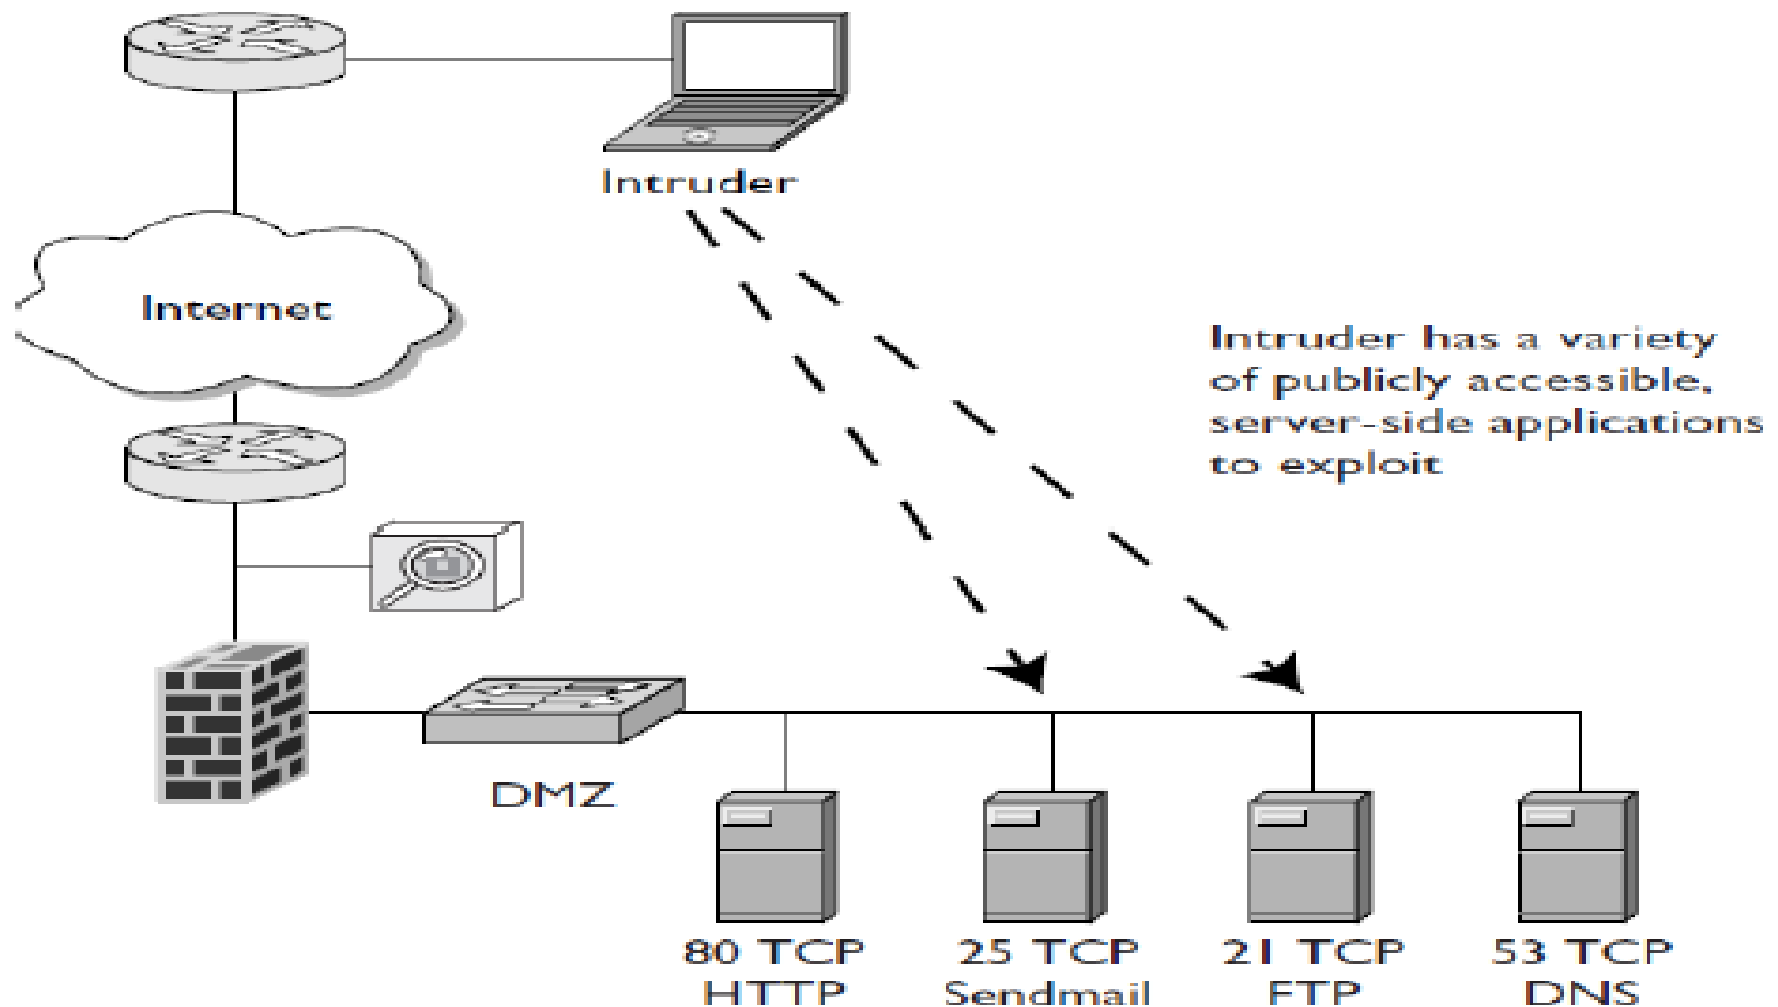 Intruder
Internet
Intruder has a variety
of publicly accessible,
server-side applications
to exploit
DMZ
80 TCP
HTTP
25 TCP
Sendmail
21 TCP
FTP
53 TCP
DNS